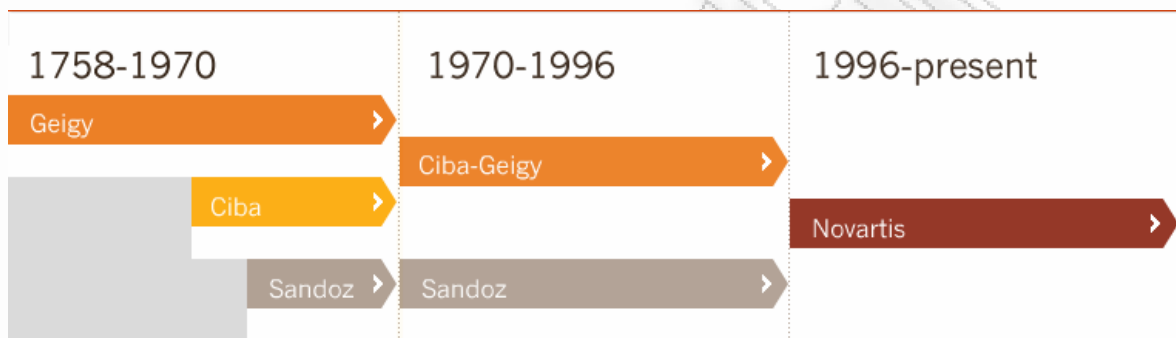 1758-1970 1970-1996 1996-present
Geigy
Ciba-Geigy
Ciba
Novartis
Sandoz Sandoz